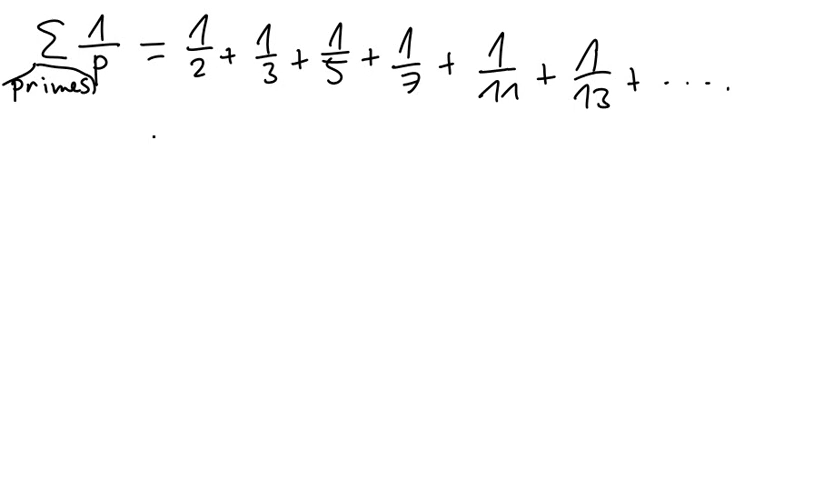 ∑ 1/p = 1/2 + 1/3 + 1/5 + 1/7 + 1/11 + 1/13 + ....
primes